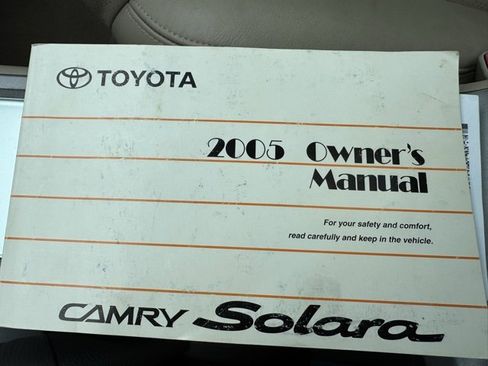 TOYOTA
2005 Owner's
Manual
For your safety and comfort,
read carefully and keep in the vehicle.
CAMRY Solara